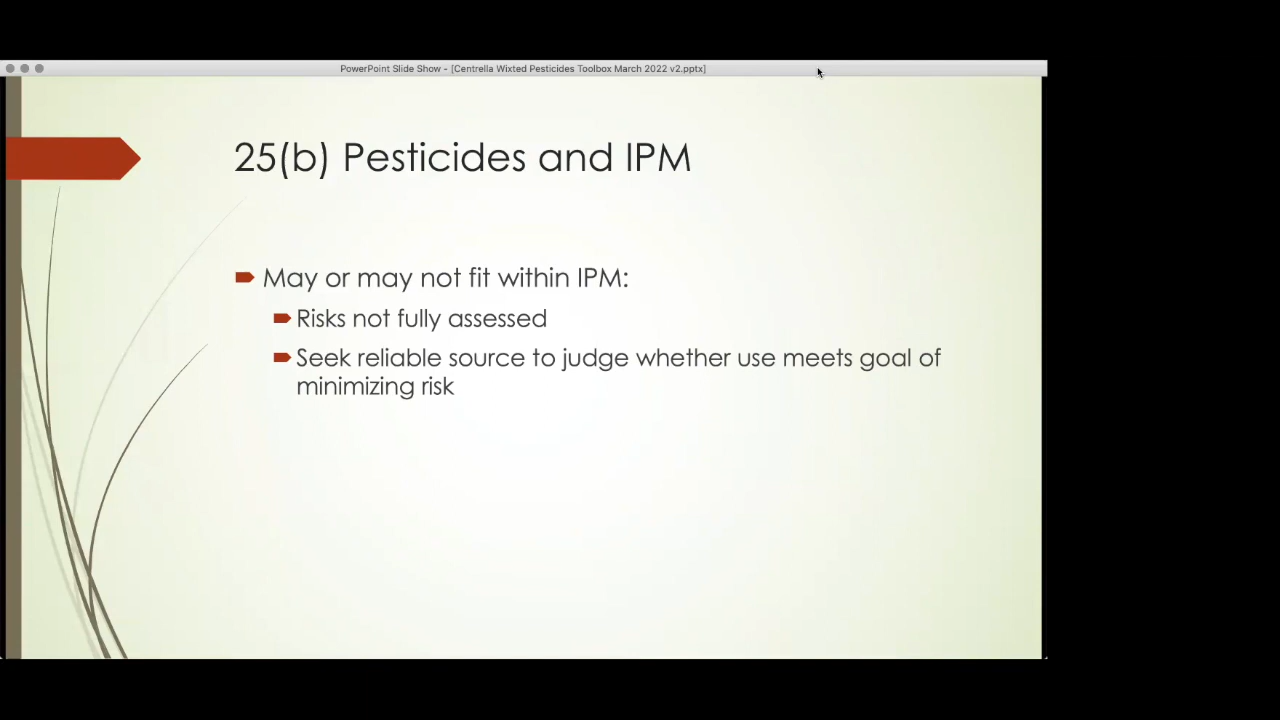 PowerPoint Slide Show - [Centrella Wixted Pesticides Toolbox March 2022 v2.pptx]
25(b) Pesticides and IPM
May or may not fit within IPM:
Risks not fully assessed
Seek reliable source to judge whether use meets goal of
minimizing risk